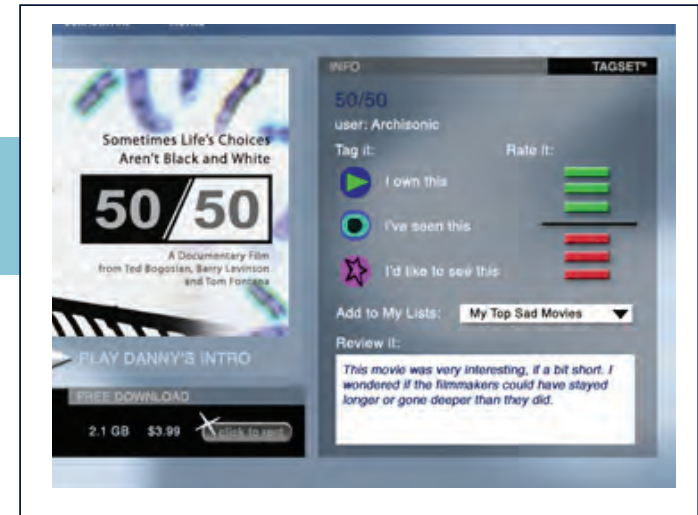 Sometimes Life's Choices
Aren't Black and White
50/50
A Documentary Film
from Ted Bogosian, Barry Levinson
and Tom Fontana
PLAY DANNY'S INTRO
FREE DOWNLOAD
2.1 GB $3.99 click to rent
INFO TAGSET
50/50
user: Archisonic
Tag it: Rate it:
I own this
I've seen this
I'd like to see this
Add to My Lists: My Top Sad Movies
Review it:
This movie was very interesting, if a bit short. I
wondered if the filmmakers could have stayed
longer or gone deeper than they did.